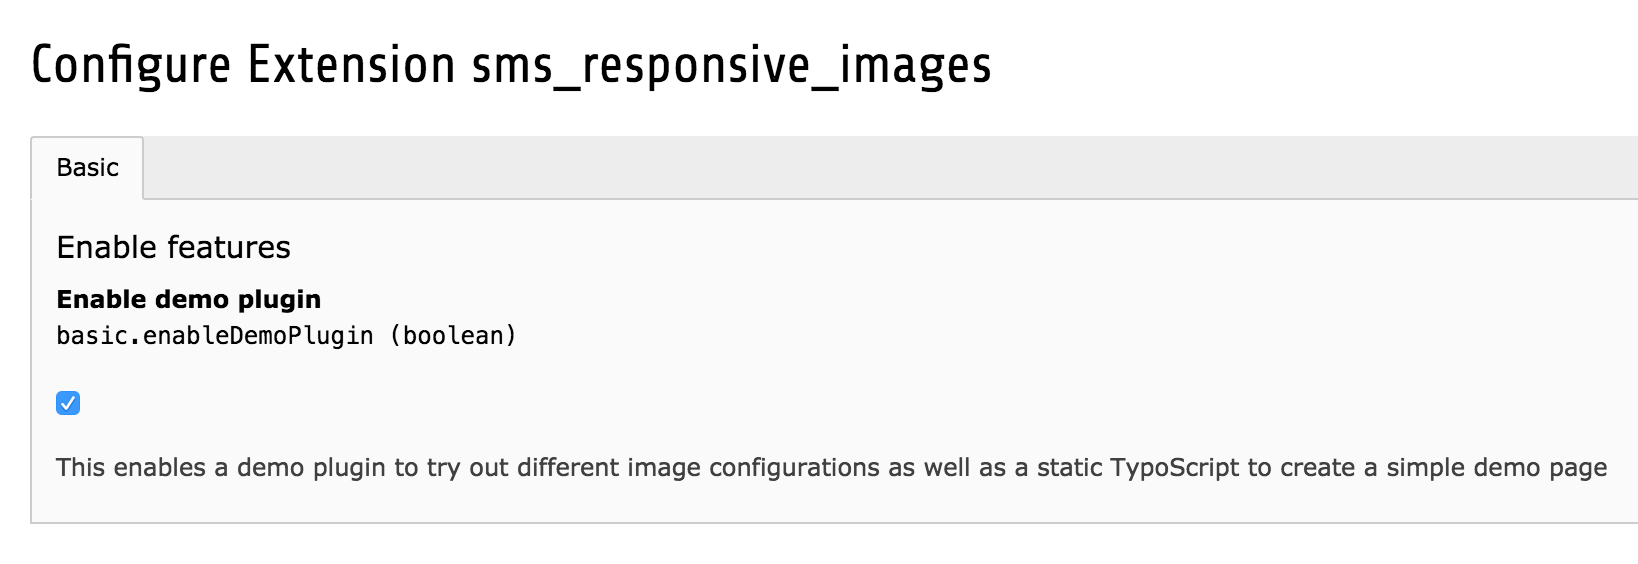 Configure Extension sms_responsive_images
Basic
Enable features
Enable demo plugin
basic.enableDemoPlugin (boolean)
This enables a demo plugin to try out different image configurations as well as a static TypoScript to create a simple demo page